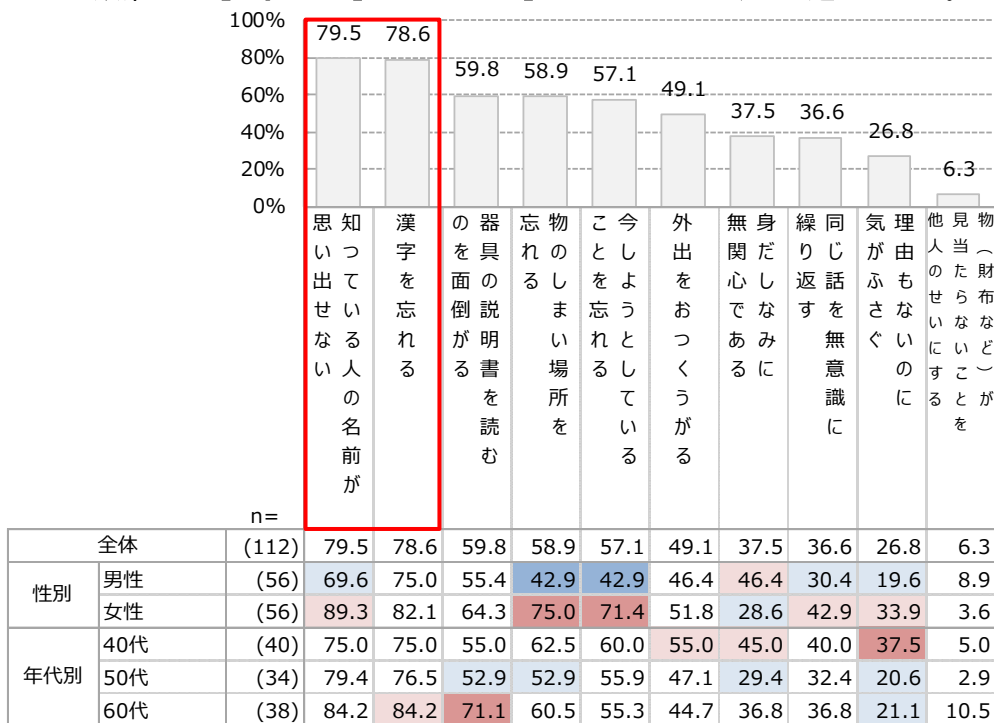 100%
80%
60%
40%
20%
0%
79.5 78.6 59.8 58.9 57.1 49.1 37.5 36.6 26.8 6.3
知っている人の名前が
思い出せない
漢字を忘れる
器具の説明書を読む
のを面倒がる
物のしまい場所を
忘れる
今しようとしている
ことを忘れる
外出をおっくうがる
身だしなみに
無関心である
同じ話を無意識に
繰り返す
理由もないのに
気がふさぐ
物（財布など）が
見当たらないことを
他人のせいにする
n=
全体 (112) 79.5 78.6 59.8 58.9 57.1 49.1 37.5 36.6 26.8 6.3
性別
男性 (56) 69.6 75.0 55.4 42.9 42.9 46.4 46.4 30.4 19.6 8.9
女性 (56) 89.3 82.1 64.3 75.0 71.4 51.8 28.6 42.9 33.9 3.6
年代別
40代 (40) 75.0 75.0 55.0 62.5 60.0 55.0 45.0 40.0 37.5 5.0
50代 (34) 79.4 76.5 52.9 52.9 55.9 47.1 29.4 32.4 20.6 2.9
60代 (38) 84.2 84.2 71.1 60.5 55.3 44.7 36.8 36.8 21.1 10.5